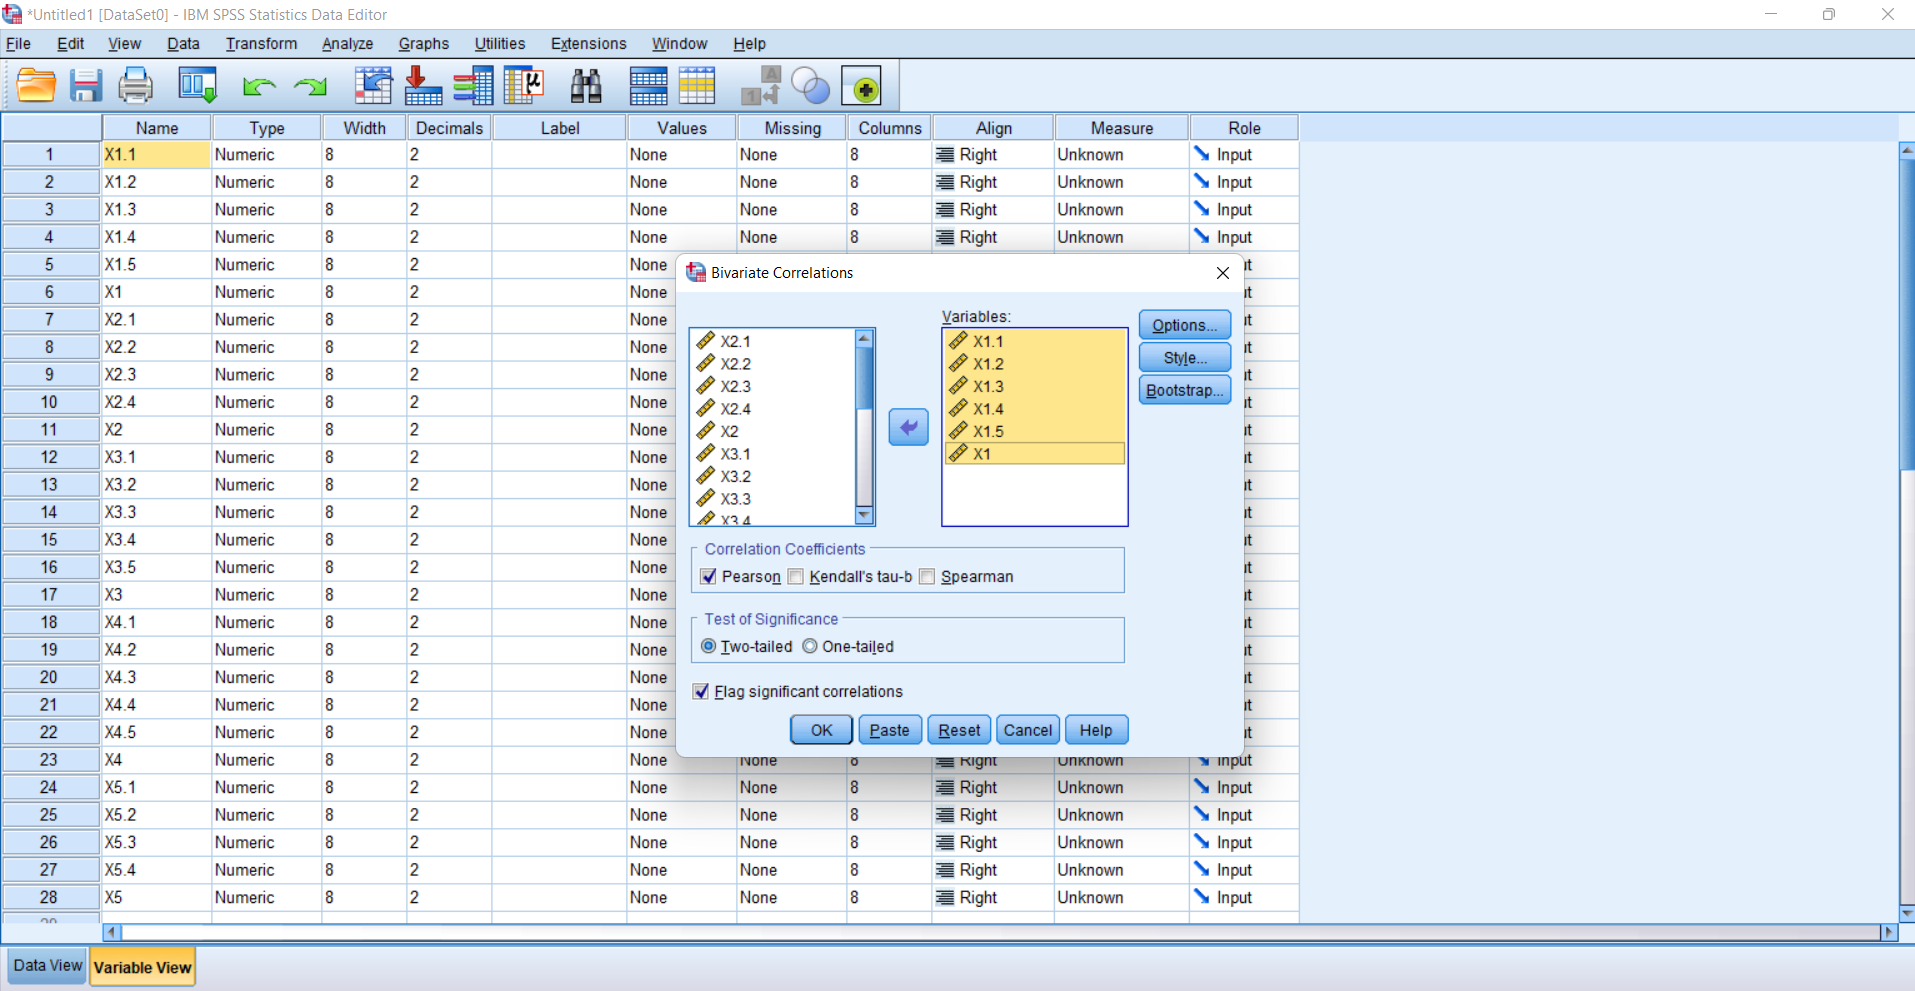 *Untitled1 [DataSet0] - IBM SPSS Statistics Data Editor
File Edit View Data Transform Analyze Graphs Utilities Extensions Window Help
Name Type Width Decimals Label Values Missing Columns Align Measure Role
1 X1.1 Numeric 8 2 None None 8 Right Unknown Input
2 X1.2 Numeric 8 2 None None 8 Right Unknown Input
3 X1.3 Numeric 8 2 None None 8 Right Unknown Input
4 X1.4 Numeric 8 2 None None 8 Right Unknown Input
5 X1.5 Numeric 8 2 None
6 X1 Numeric 8 2 None
7 X2.1 Numeric 8 2 None
8 X2.2 Numeric 8 2 None
9 X2.3 Numeric 8 2 None
10 X2.4 Numeric 8 2 None
11 X2 Numeric 8 2 None
12 X3.1 Numeric 8 2 None
13 X3.2 Numeric 8 2 None
14 X3.3 Numeric 8 2 None
15 X3.4 Numeric 8 2 None
16 X3.5 Numeric 8 2 None
17 X3 Numeric 8 2 None
18 X4.1 Numeric 8 2 None
19 X4.2 Numeric 8 2 None
20 X4.3 Numeric 8 2 None
21 X4.4 Numeric 8 2 None
22 X4.5 Numeric 8 2 None
23 X4 Numeric 8 2 None None 8 Right Unknown Input
24 X5.1 Numeric 8 2 None None 8 Right Unknown Input
25 X5.2 Numeric 8 2 None None 8 Right Unknown Input
26 X5.3 Numeric 8 2 None None 8 Right Unknown Input
27 X5.4 Numeric 8 2 None None 8 Right Unknown Input
28 X5 Numeric 8 2 None None 8 Right Unknown Input
Bivariate Correlations
X2.1
X2.2
X2.3
X2.4
X2
X3.1
X3.2
X3.3
X3.4
Variables:
X1.1
X1.2
X1.3
X1.4
X1.5
X1
Options...
Style...
Bootstrap...
Correlation Coefficients
Pearson Kendall's tau-b Spearman
Test of Significance
Two-tailed One-tailed
Flag significant correlations
OK Paste Reset Cancel Help
Data View Variable View